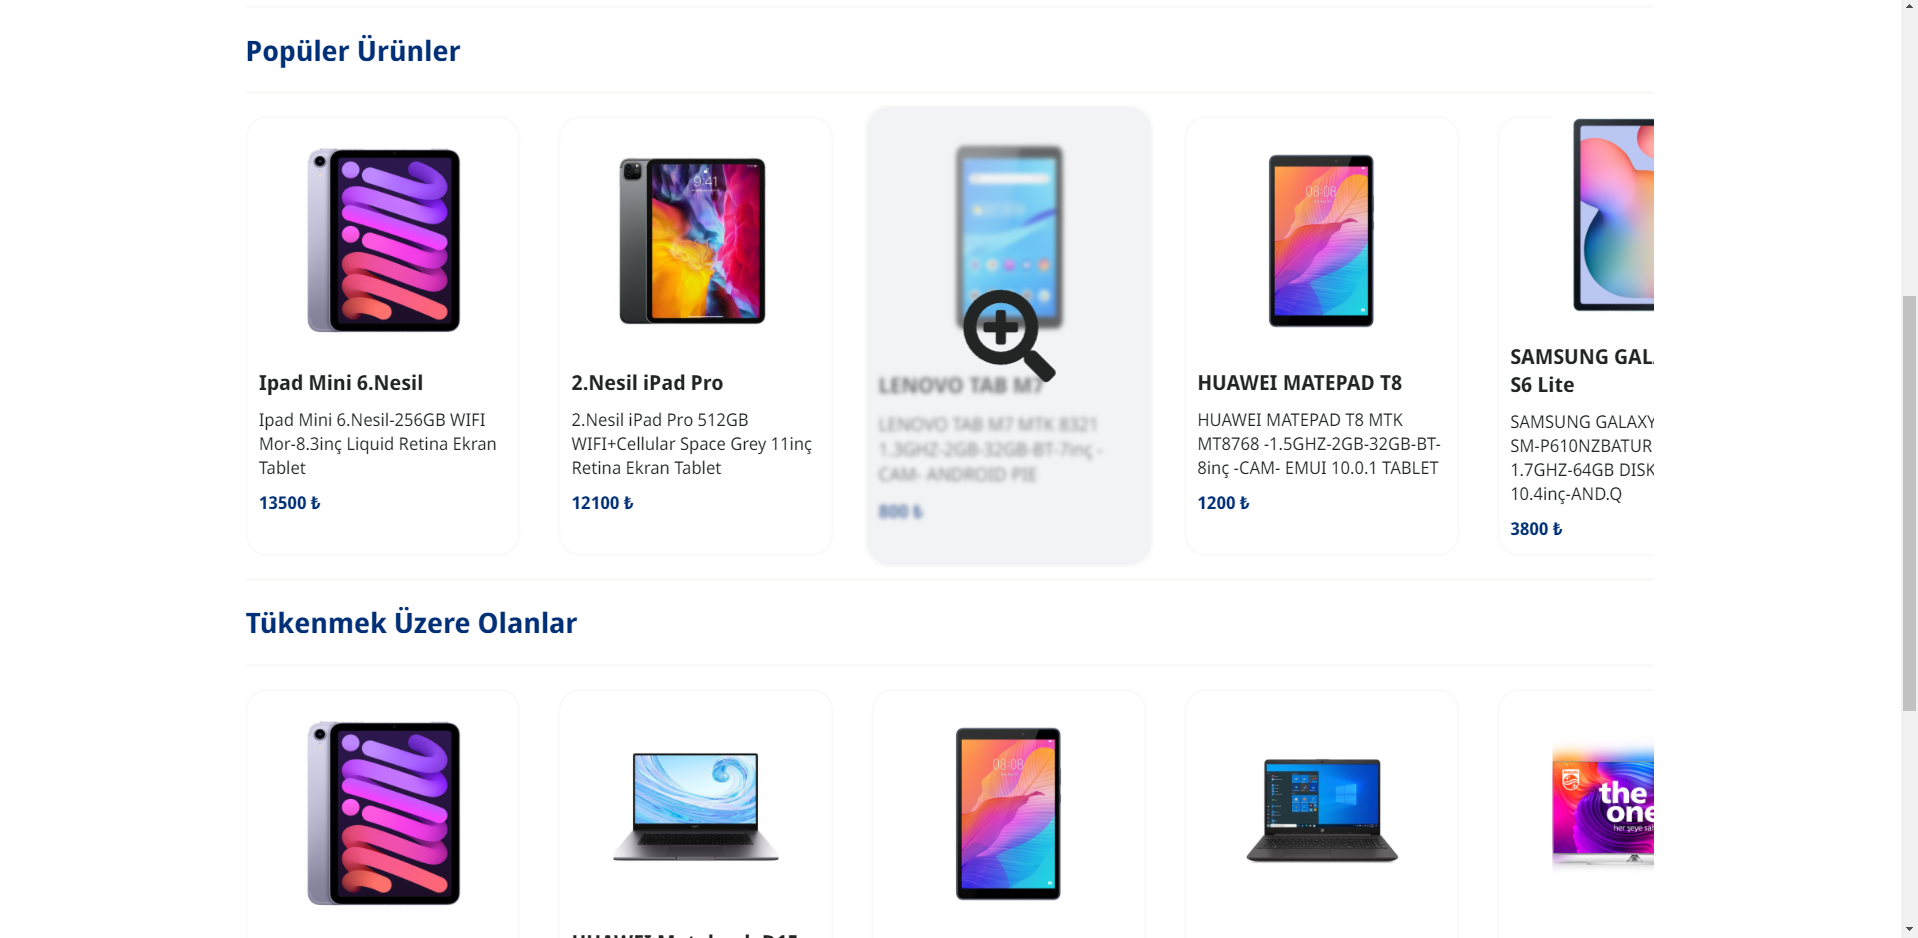 Popüler Ürünler
9:41
08:08
Ipad Mini 6.Nesil
Ipad Mini 6.Nesil-256GB WIFI
Mor-8.3inç Liquid Retina Ekran
Tablet
13500 ₺
2.Nesil iPad Pro
2.Nesil iPad Pro 512GB
WIFI+Cellular Space Grey 11inç
Retina Ekran Tablet
12100 ₺
LENOVO TAB M7
LENOVO TAB M7 MTK 8321
1.3GHZ-2GB-32GB-BT-7inç -
CAM- ANDROID PIE
800 ₺
HUAWEI MATEPAD T8
HUAWEI MATEPAD T8 MTK
MT8768 -1.5GHZ-2GB-32GB-BT-
8inç -CAM- EMUI 10.0.1 TABLET
1200 ₺
SAMSUNG GAL
S6 Lite
SAMSUNG GALAXY
SM-P610NZBATUR
1.7GHZ-64GB DISK
10.4inç-AND.Q
3800 ₺
Tükenmek Üzere Olanlar
08:08
PHILIPS
the
one
her şeye sa
HUAWEI Matebook D15